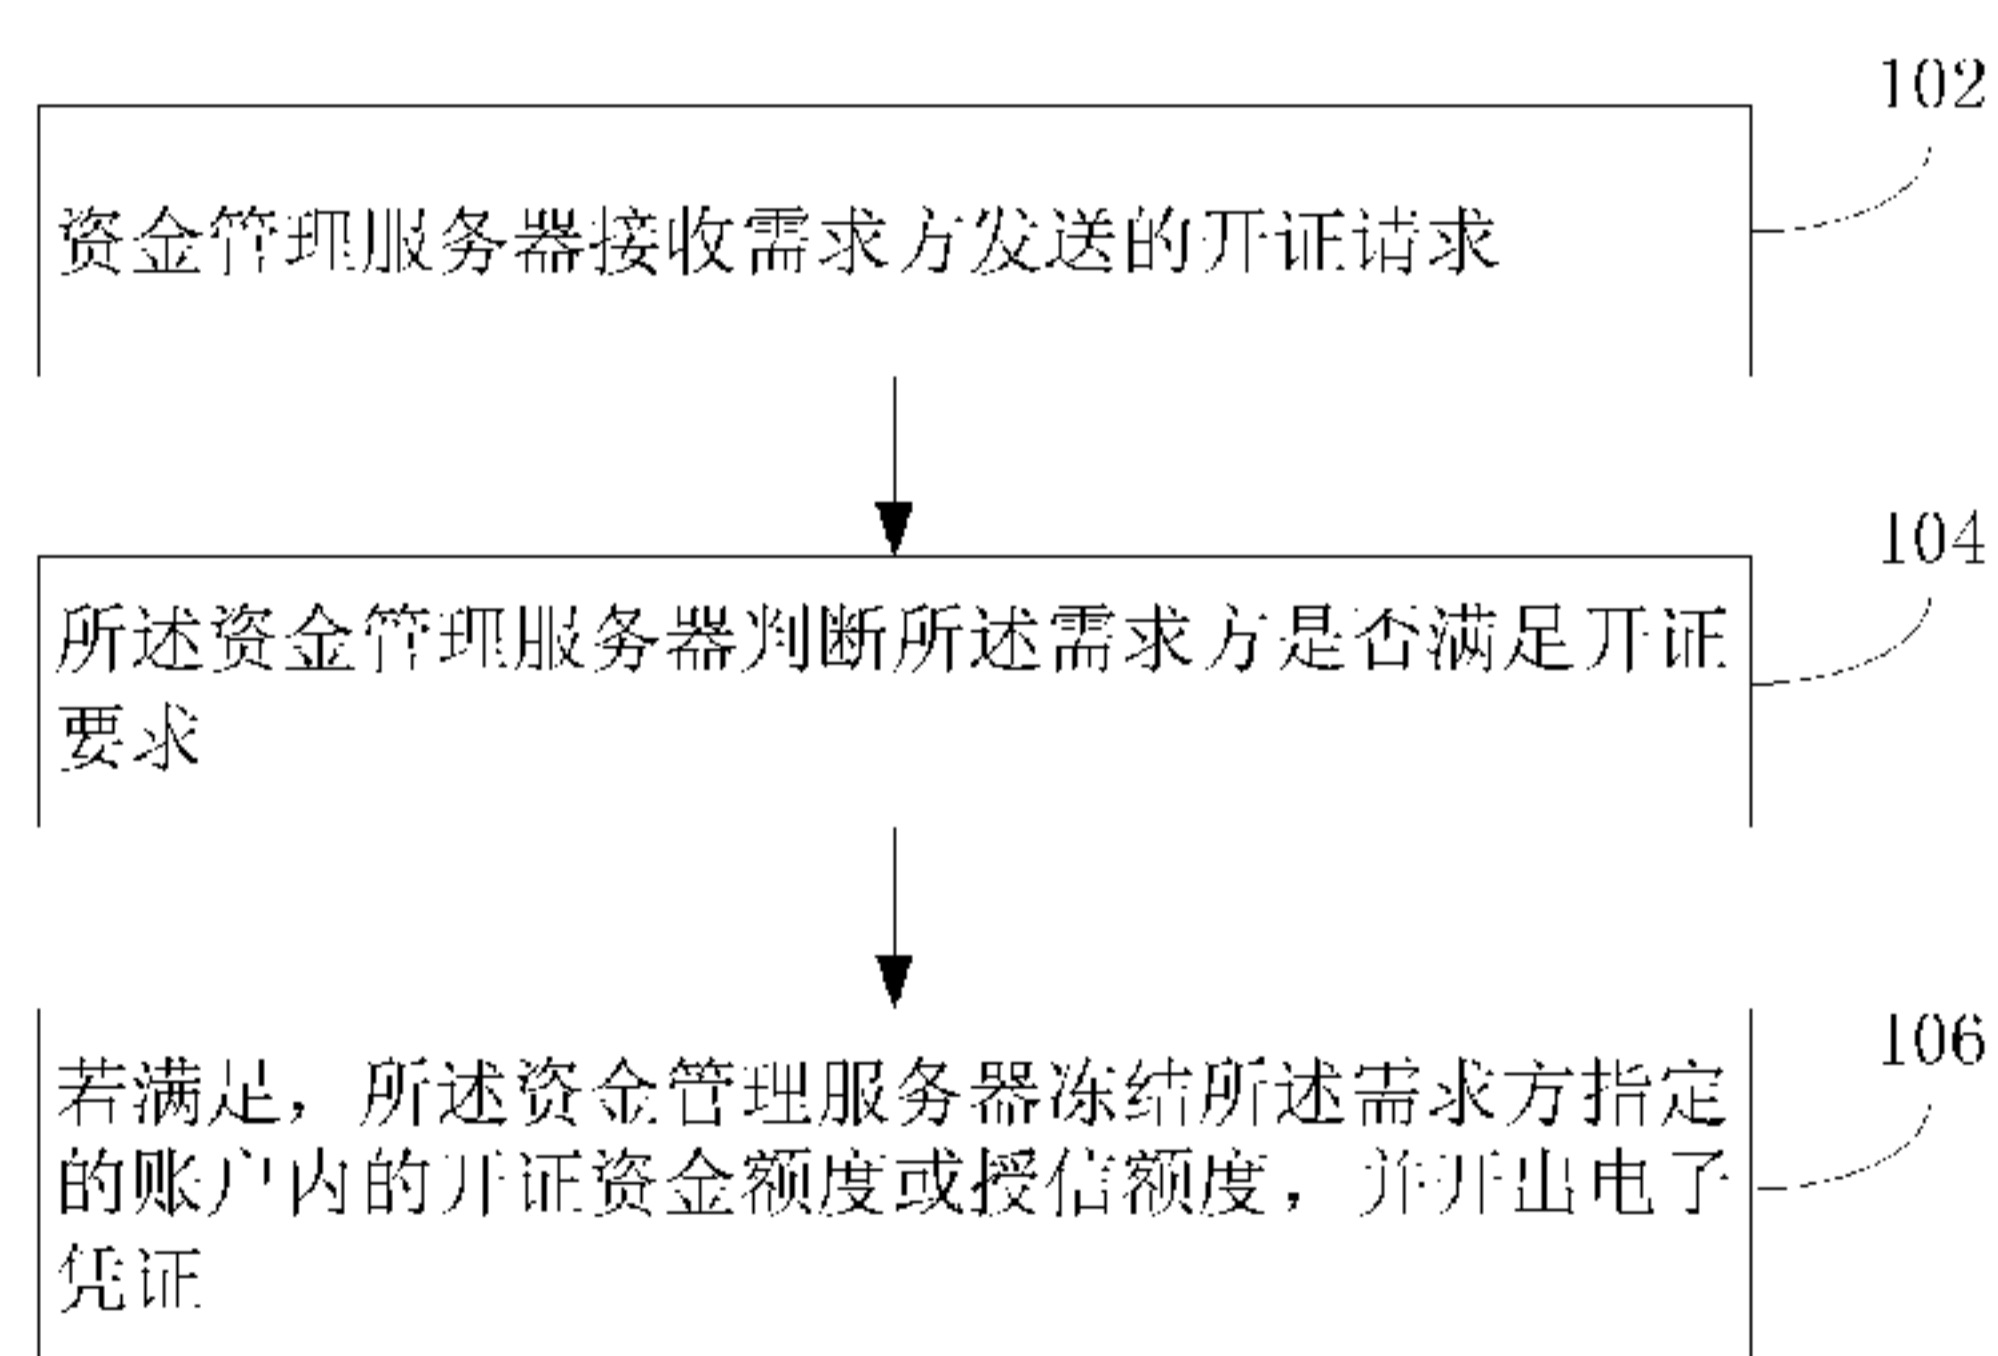 102
资金管理服务器接收需求方发送的开证请求
104
所述资金管理服务器判断所述需求方是否满足开证
要求
106
若满足，所述资金管理服务器冻结所述需求方指定
的账户内的开证资金额度或授信额度，并开出电子
凭证